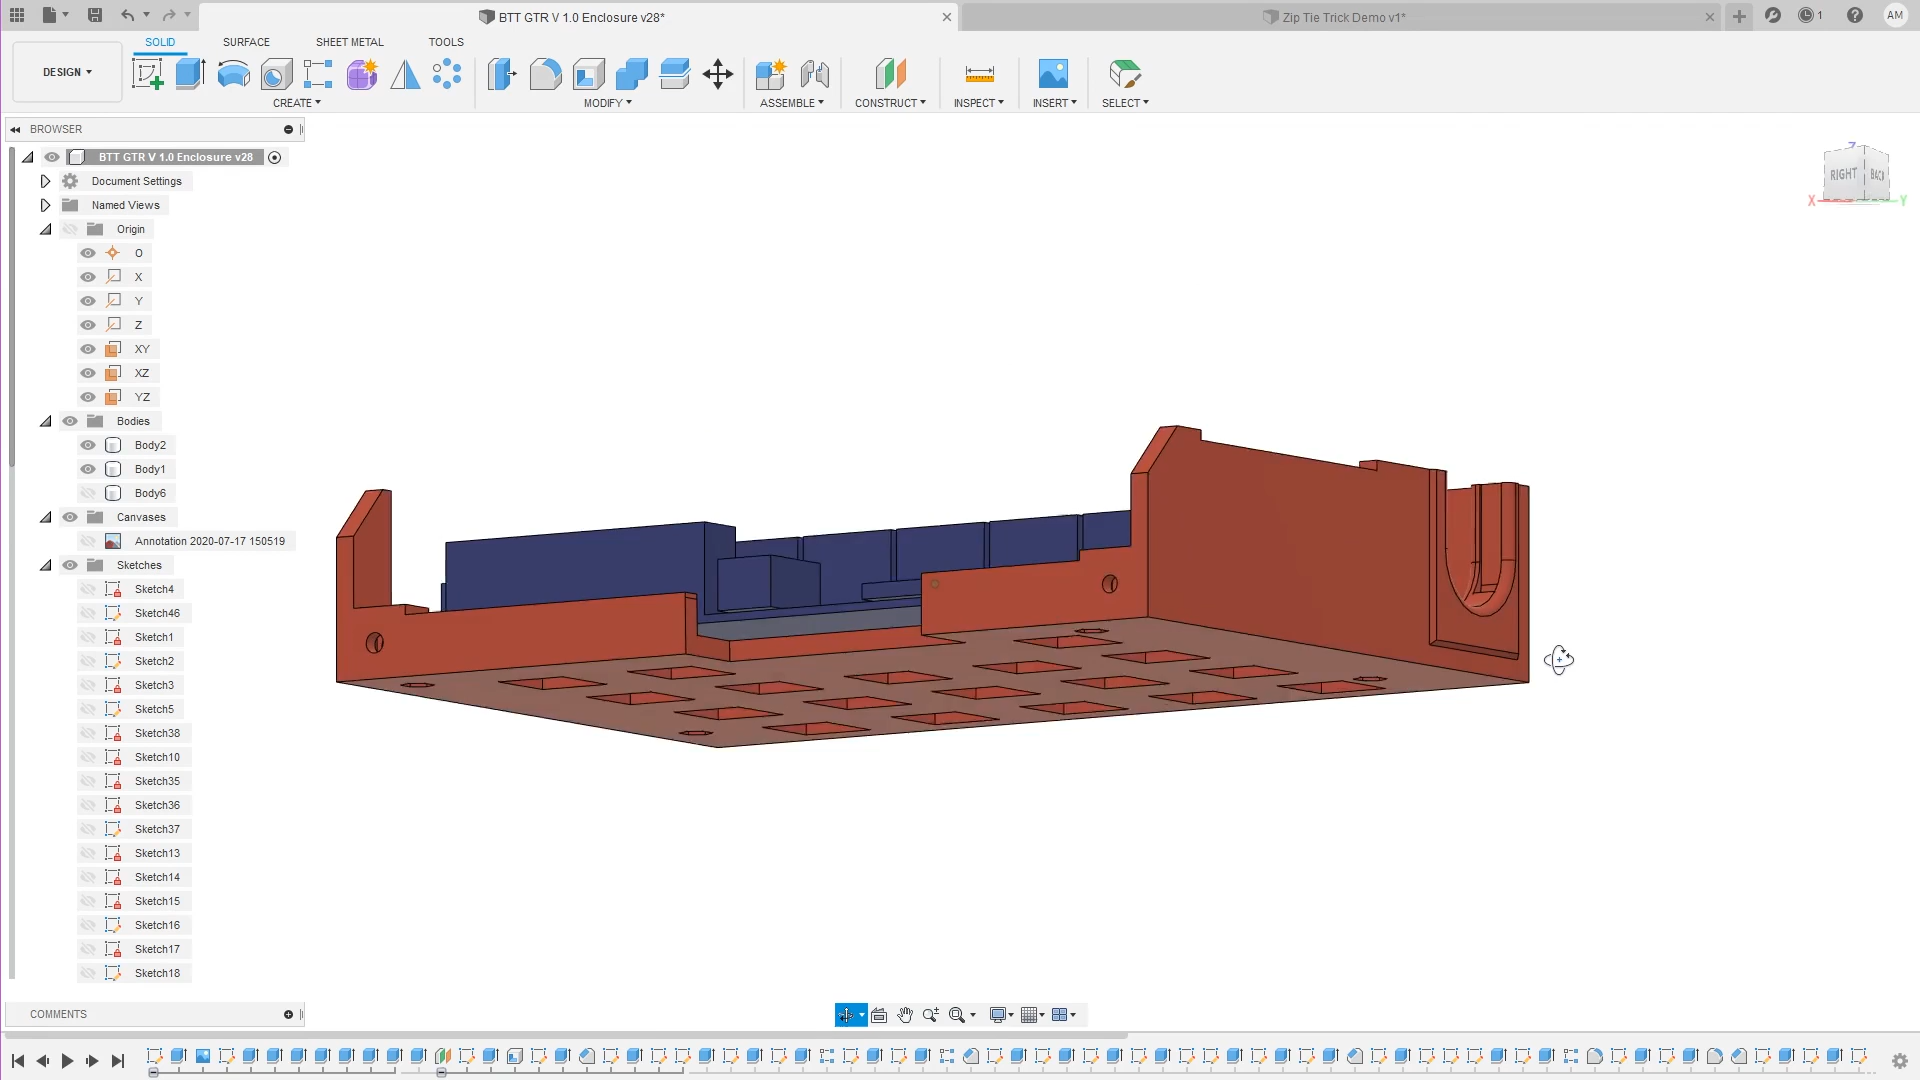 BTT GTR V 1.0 Enclosure v28*
Zip Tie Trick Demo v1*
1
AM
DESIGN
SOLID
SURFACE
SHEET METAL
TOOLS
CREATE
MODIFY
ASSEMBLE
CONSTRUCT
INSPECT
INSERT
SELECT
BROWSER
BTT GTR V 1.0 Enclosure v28
Document Settings
Named Views
Origin
O
X
Y
Z
XY
XZ
YZ
Bodies
Body2
Body1
Body6
Canvases
Annotation 2020-07-17 150519
Sketches
Sketch4
Sketch46
Sketch1
Sketch2
Sketch3
Sketch5
Sketch38
Sketch10
Sketch35
Sketch36
Sketch37
Sketch13
Sketch14
Sketch15
Sketch16
Sketch17
Sketch18
Z
RIGHT
BACK
X
Y
COMMENTS